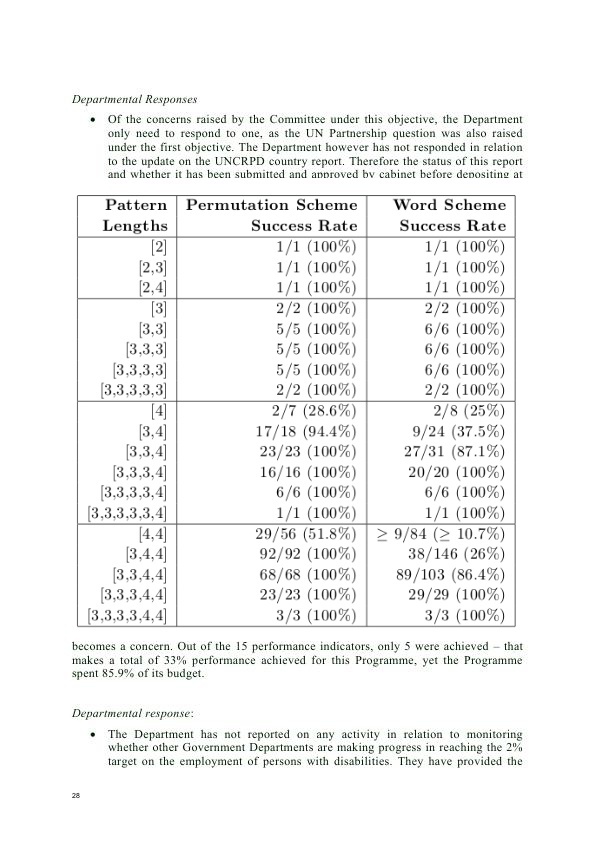 Departmental Responses
• Of the concerns raised by the Committee under this objective, the Department
only need to respond to one, as the UN Partnership question was also raised
under the first objective. The Department however has not responded in relation
to the update on the UNCRPD country report. Therefore the status of this report
and whether it has been submitted and approved by cabinet before depositing at
Pattern Permutation Scheme Word Scheme
Lengths Success Rate Success Rate
[2] 1/1 (100%) 1/1 (100%)
[2,3] 1/1 (100%) 1/1 (100%)
[2,4] 1/1 (100%) 1/1 (100%)
[3] 2/2 (100%) 2/2 (100%)
[3,3] 5/5 (100%) 6/6 (100%)
[3,3,3] 5/5 (100%) 6/6 (100%)
[3,3,3,3] 5/5 (100%) 6/6 (100%)
[3,3,3,3,3] 2/2 (100%) 2/2 (100%)
[4] 2/7 (28.6%) 2/8 (25%)
[3,4] 17/18 (94.4%) 9/24 (37.5%)
[3,3,4] 23/23 (100%) 27/31 (87.1%)
[3,3,3,4] 16/16 (100%) 20/20 (100%)
[3,3,3,3,4] 6/6 (100%) 6/6 (100%)
[3,3,3,3,3,4] 1/1 (100%) 1/1 (100%)
[4,4] 29/56 (51.8%) ≥ 9/84 (≥ 10.7%)
[3,4,4] 92/92 (100%) 38/146 (26%)
[3,3,4,4] 68/68 (100%) 89/103 (86.4%)
[3,3,3,4,4] 23/23 (100%) 29/29 (100%)
[3,3,3,3,4,4] 3/3 (100%) 3/3 (100%)
becomes a concern. Out of the 15 performance indicators, only 5 were achieved – that
makes a total of 33% performance achieved for this Programme, yet the Programme
spent 85.9% of its budget.
Departmental response:
• The Department has not reported on any activity in relation to monitoring
whether other Government Departments are making progress in reaching the 2%
target on the employment of persons with disabilities. They have provided the
28